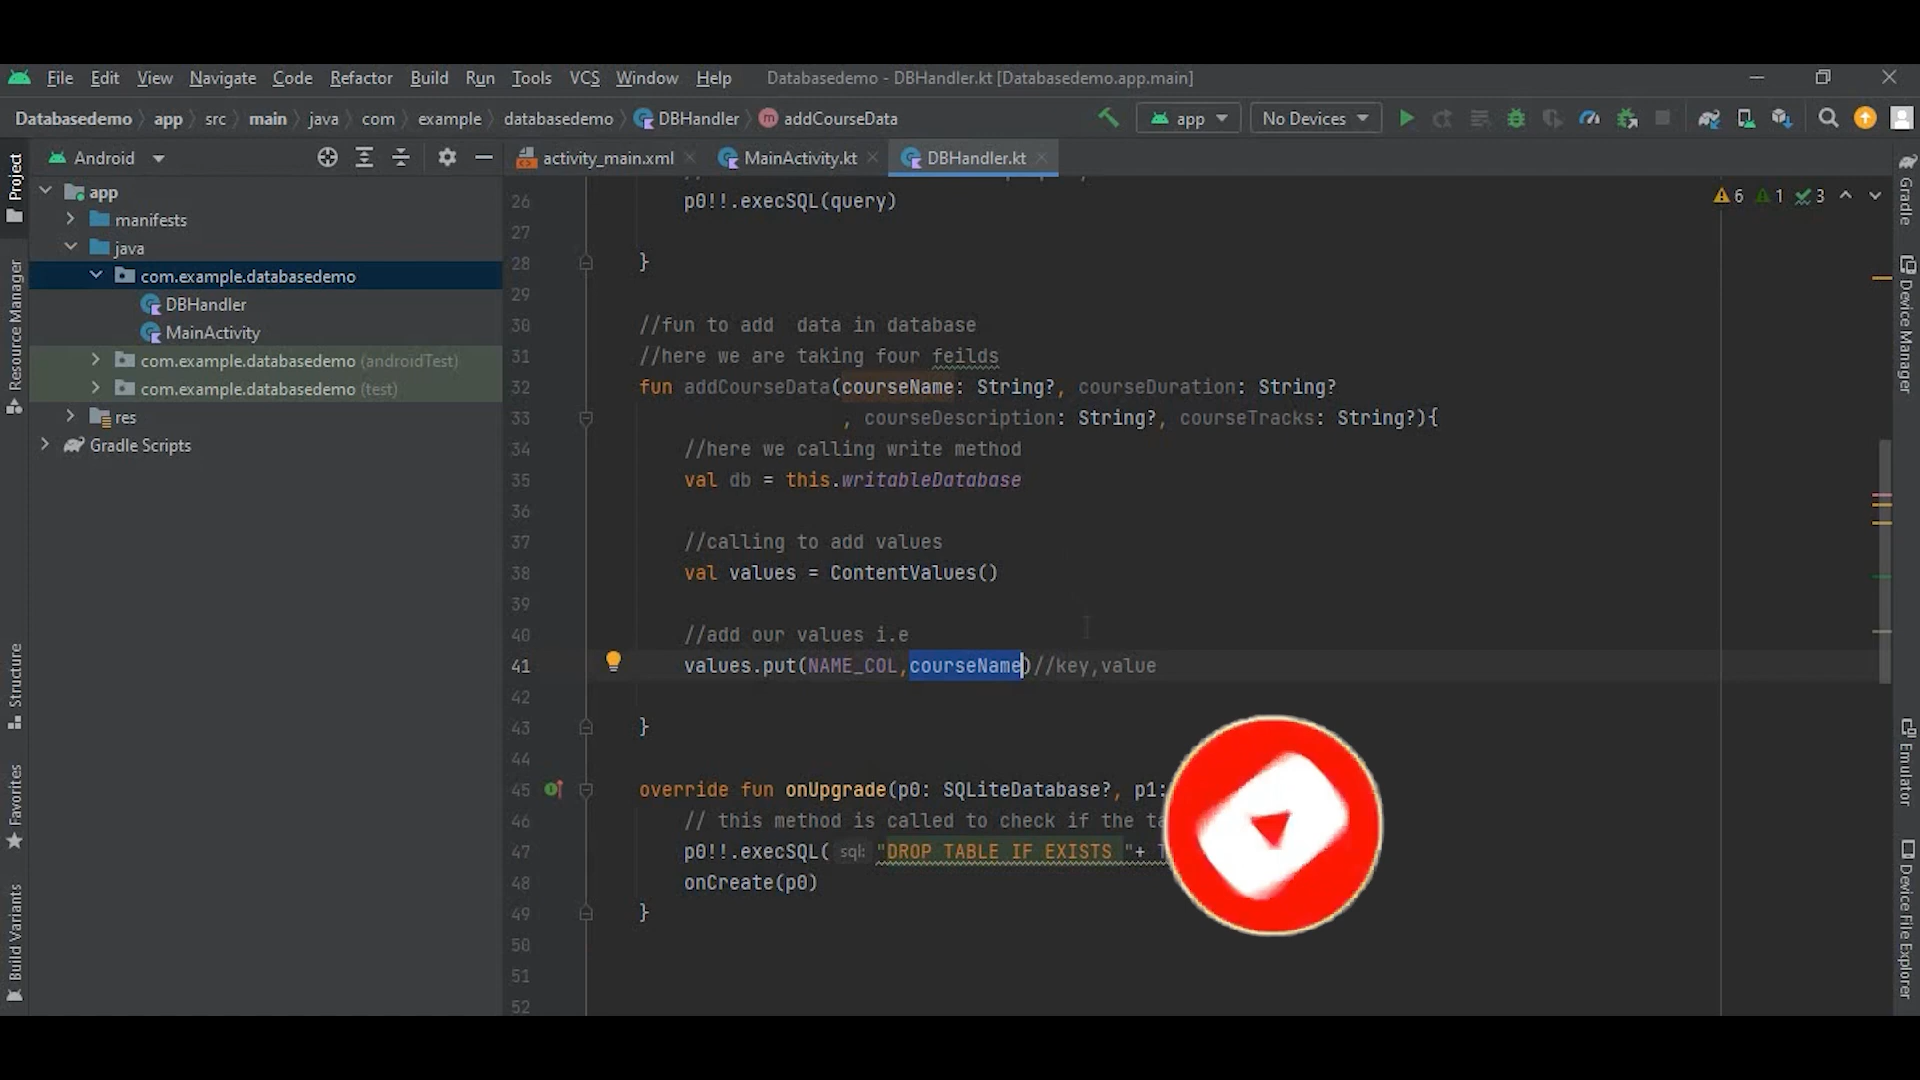 File Edit View Navigate Code Refactor Build Run Tools VCS Window Help Databasedemo - DBHandler.kt [Databasedemo.app.main]
Databasedemo app src main java com example databasedemo DBHandler addCourseData app No Devices
Project
Resource Manager
Structure
Favorites
Build Variants
Android
app
manifests
java
com.example.databasedemo
DBHandler
MainActivity
com.example.databasedemo (androidTest)
com.example.databasedemo (test)
res
Gradle Scripts
activity_main.xml MainActivity.kt DBHandler.kt
6 1 3
26 p0!!.execSQL(query)
27
28 }
29
30 //fun to add data in database
31 //here we are taking four feilds
32 fun addCourseData(courseName: String?, courseDuration: String?
33 , courseDescription: String?, courseTracks: String?){
34 //here we calling write method
35 val db = this.writableDatabase
36
37 //calling to add values
38 val values = ContentValues()
39
40 //add our values i.e
41 values.put(NAME_COL,courseName)//key,value
42
43 }
44
45 override fun onUpgrade(p0: SQLiteDatabase?, p1:
46 // this method is called to check if the
47 p0!!.execSQL( sql: "DROP TABLE IF EXISTS "+
48 onCreate(p0)
49 }
50
51
52
Gradle
Device Manager
Emulator
Device File Explorer